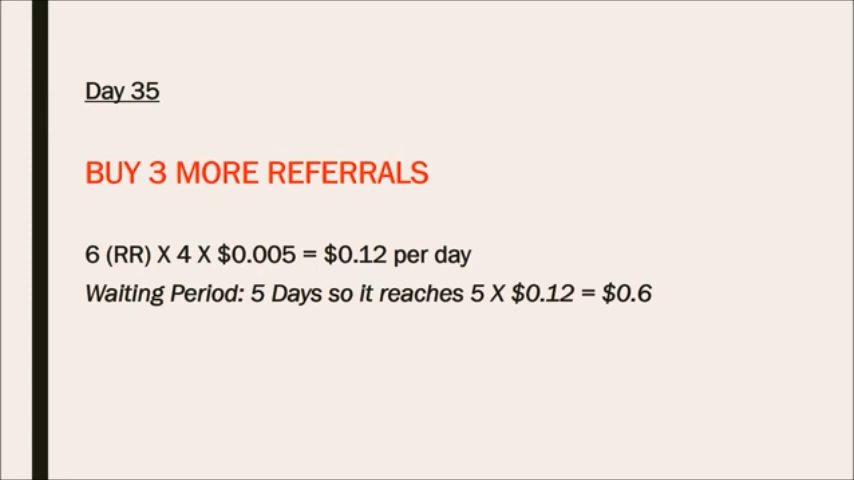 Day 35
BUY 3 MORE REFERRALS
6 (RR) X 4 X $0.005 = $0.12 per day
Waiting Period: 5 Days so it reaches 5 X $0.12 = $0.6